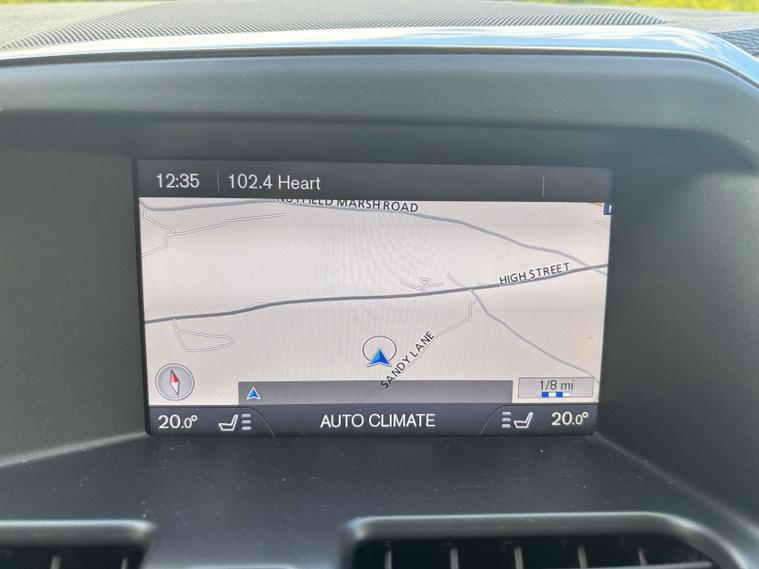 12:35 102.4 Heart
NUTFIELD MARSH ROAD
HIGH STREET
SANDY LANE
1/8 mi
20.0° AUTO CLIMATE 20.0°